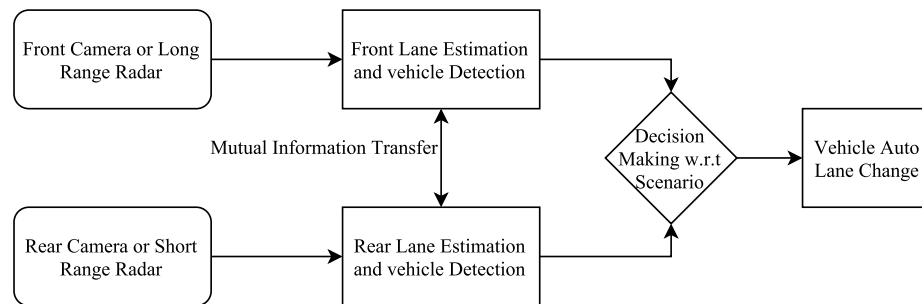 Front Camera or Long
Range Radar
Front Lane Estimation
and vehicle Detection
Mutual Information Transfer
Decision
Making w.r.t
Scenario
Vehicle Auto
Lane Change
Rear Camera or Short
Range Radar
Rear Lane Estimation
and vehicle Detection